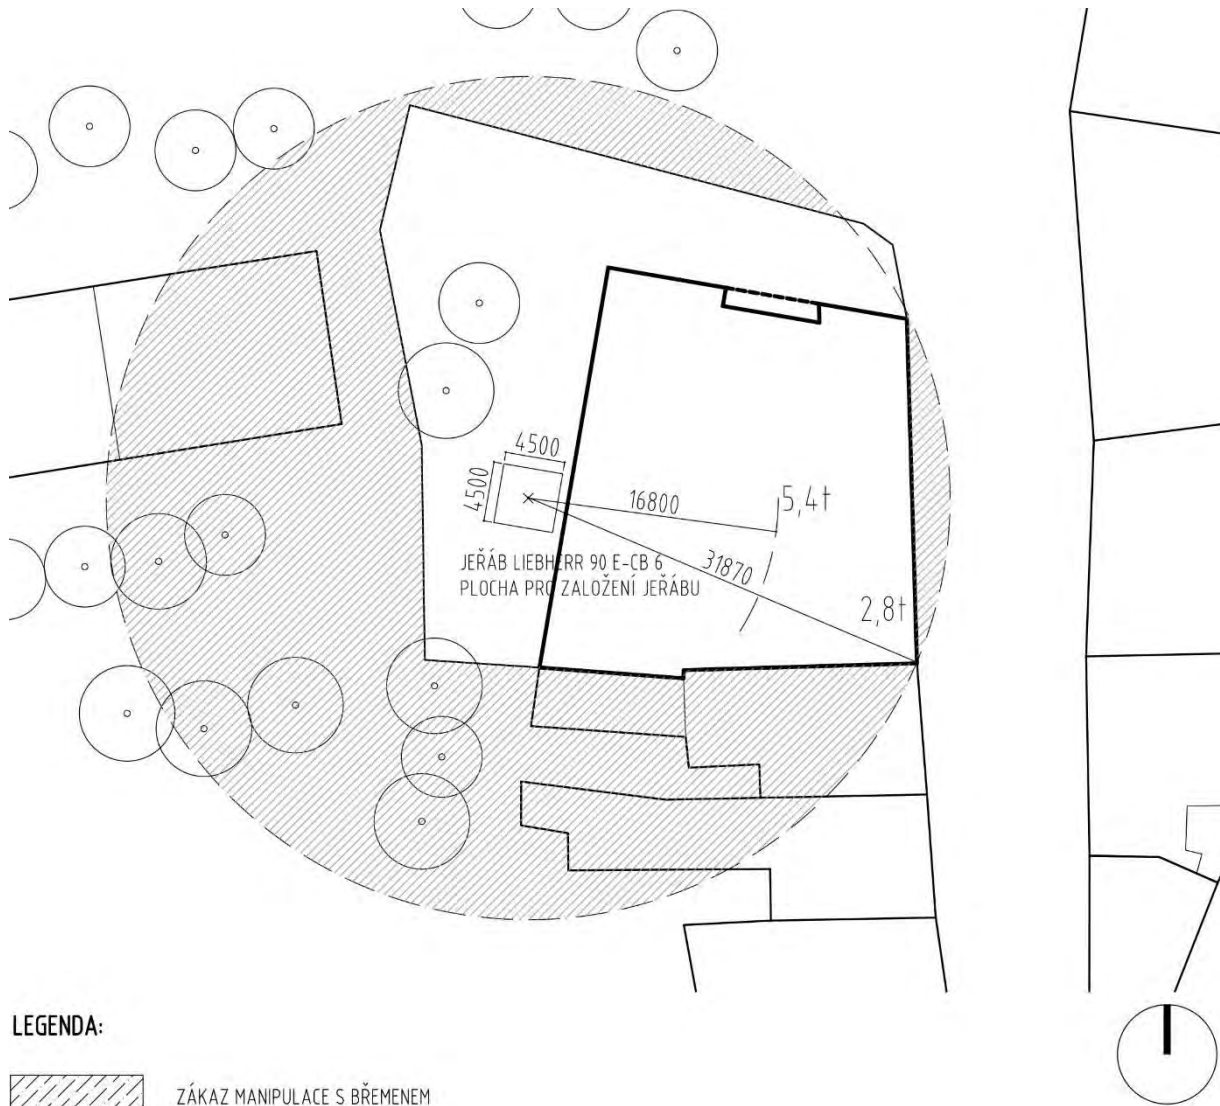 4500
4500
16800
5,4t
JEŘÁB LIEBHERR 90 E-CB 6
PLOCHA PRO ZALOŽENÍ JEŘÁBU
31870
2,8t
LEGENDA:
ZÁKAZ MANIPULACE S BŘEMENEM